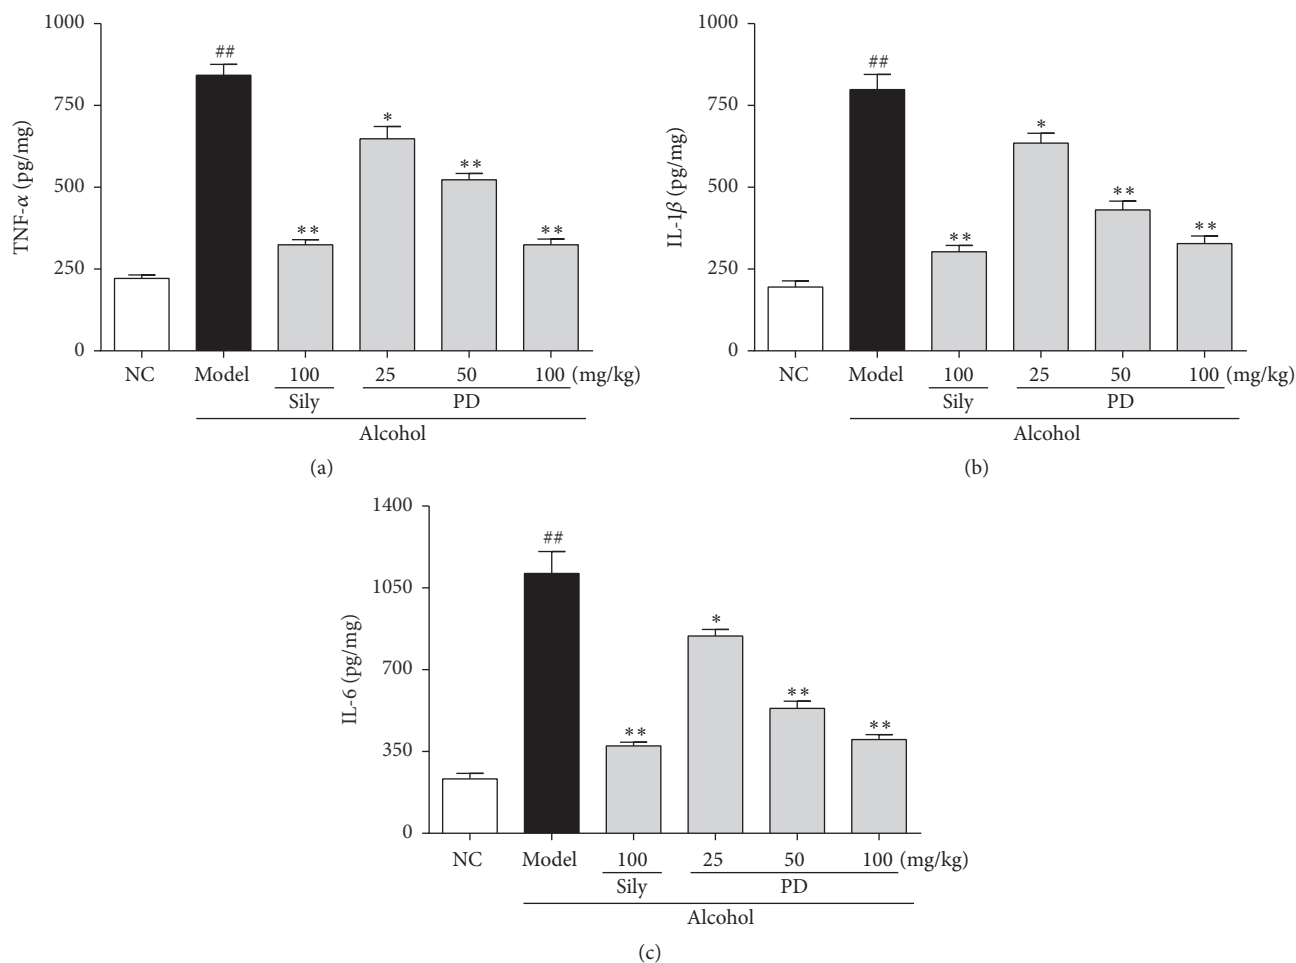 1000
750
500
250
0
TNF-α (pg/mg)
##
**
*
**
**
NC Model 100 25 50 100 (mg/kg)
Sily PD
Alcohol
(a)
1000
750
500
250
0
IL-1β (pg/mg)
##
**
*
**
**
NC Model 100 25 50 100 (mg/kg)
Sily PD
Alcohol
(b)
1400
1050
700
350
0
IL-6 (pg/mg)
##
**
*
**
**
NC Model 100 25 50 100 (mg/kg)
Sily PD
Alcohol
(c)